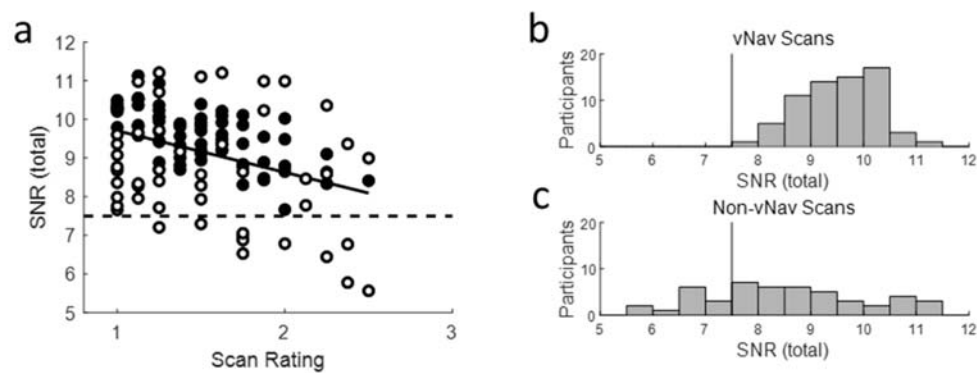 a
SNR (total)
12
11
10
9
8
7
6
5
1
2
3
Scan Rating
b
vNav Scans
Participants
20
10
0
5 6 7 8 9 10 11 12
SNR (total)
c
Non-vNav Scans
Participants
20
10
0
5 6 7 8 9 10 11 12
SNR (total)